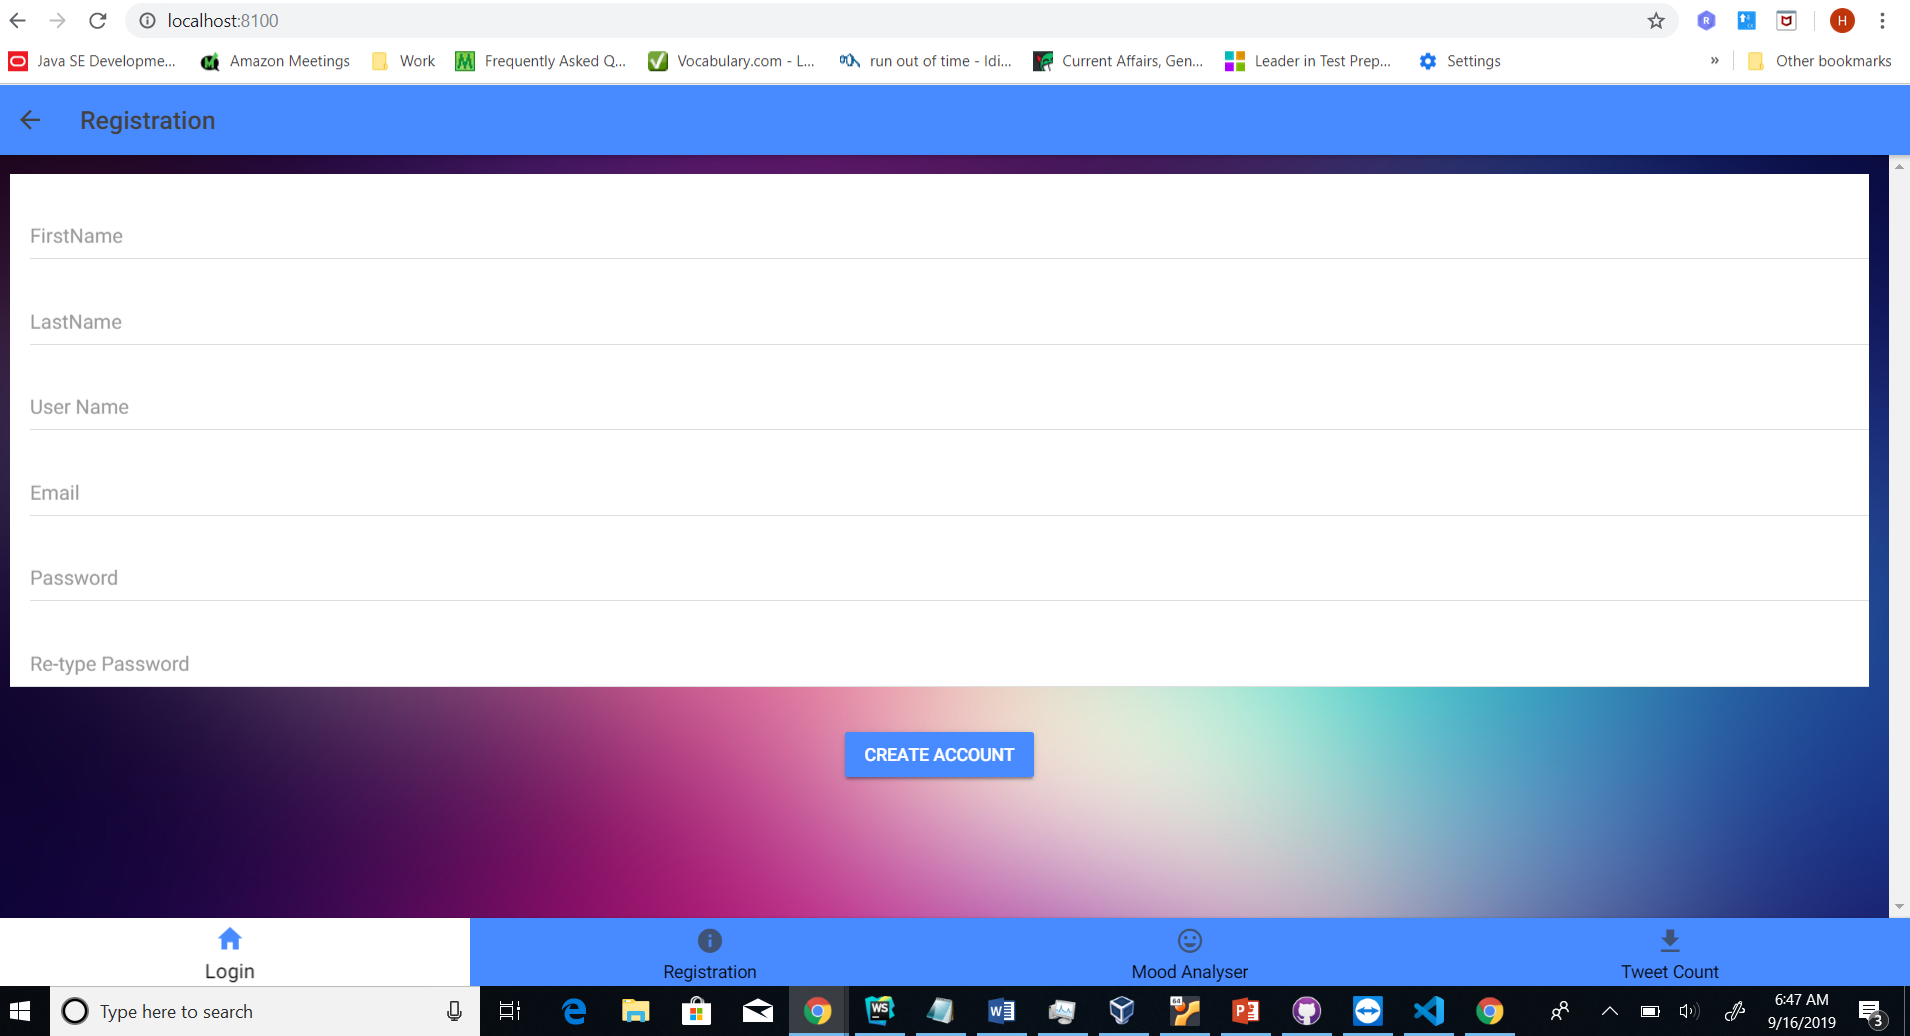 localhost:8100
H
Java SE Developme... Amazon Meetings Work Frequently Asked Q... Vocabulary.com - L... run out of time - Idi... Current Affairs, Gen... Leader in Test Prep... Settings » Other bookmarks
Registration
FirstName
LastName
User Name
Email
Password
Re-type Password
CREATE ACCOUNT
Login Registration Mood Analyser Tweet Count
Type here to search
6:47 AM
9/16/2019
3